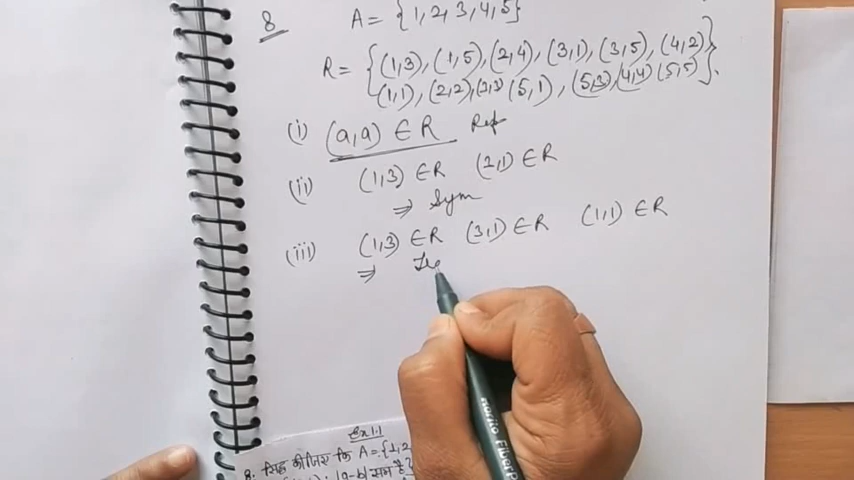 8 A = {1, 2, 3, 4, 5}
R = {(1,3), (1,5), (2,4), (3,1), (3,5), (4,2)
(1,1), (2,2), (3,3) (5,1), (5,3), (4,4) (5,5)}.
(i) (a,a) ∈ R Ref
(ii) (1,3) ∈ R (3,1) ∈ R
⇒ Sym
(iii) (1,3) ∈ R (3,1) ∈ R (1,1) ∈ R
⇒
Ex 1.1
8. सिद्ध कीजिए कि A = {1, 2